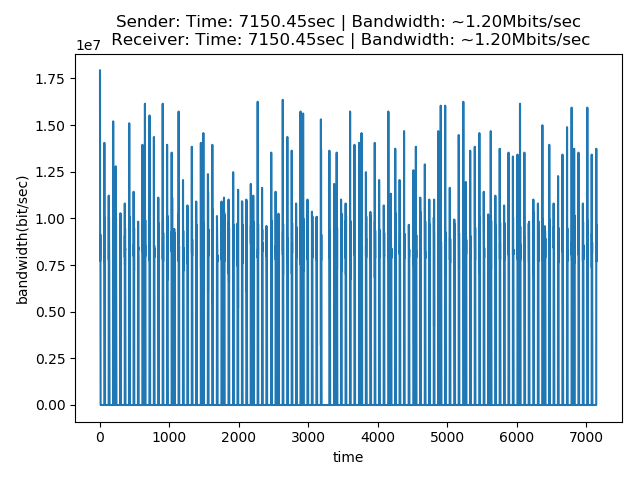 Sender: Time: 7150.45sec | Bandwidth: ~1.20Mbits/sec
Receiver: Time: 7150.45sec | Bandwidth: ~1.20Mbits/sec
1e7
1.75
1.50
1.25
1.00
0.75
0.50
0.25
0.00
bandwidth(bit/sec)
0 1000 2000 3000 4000 5000 6000 7000
time